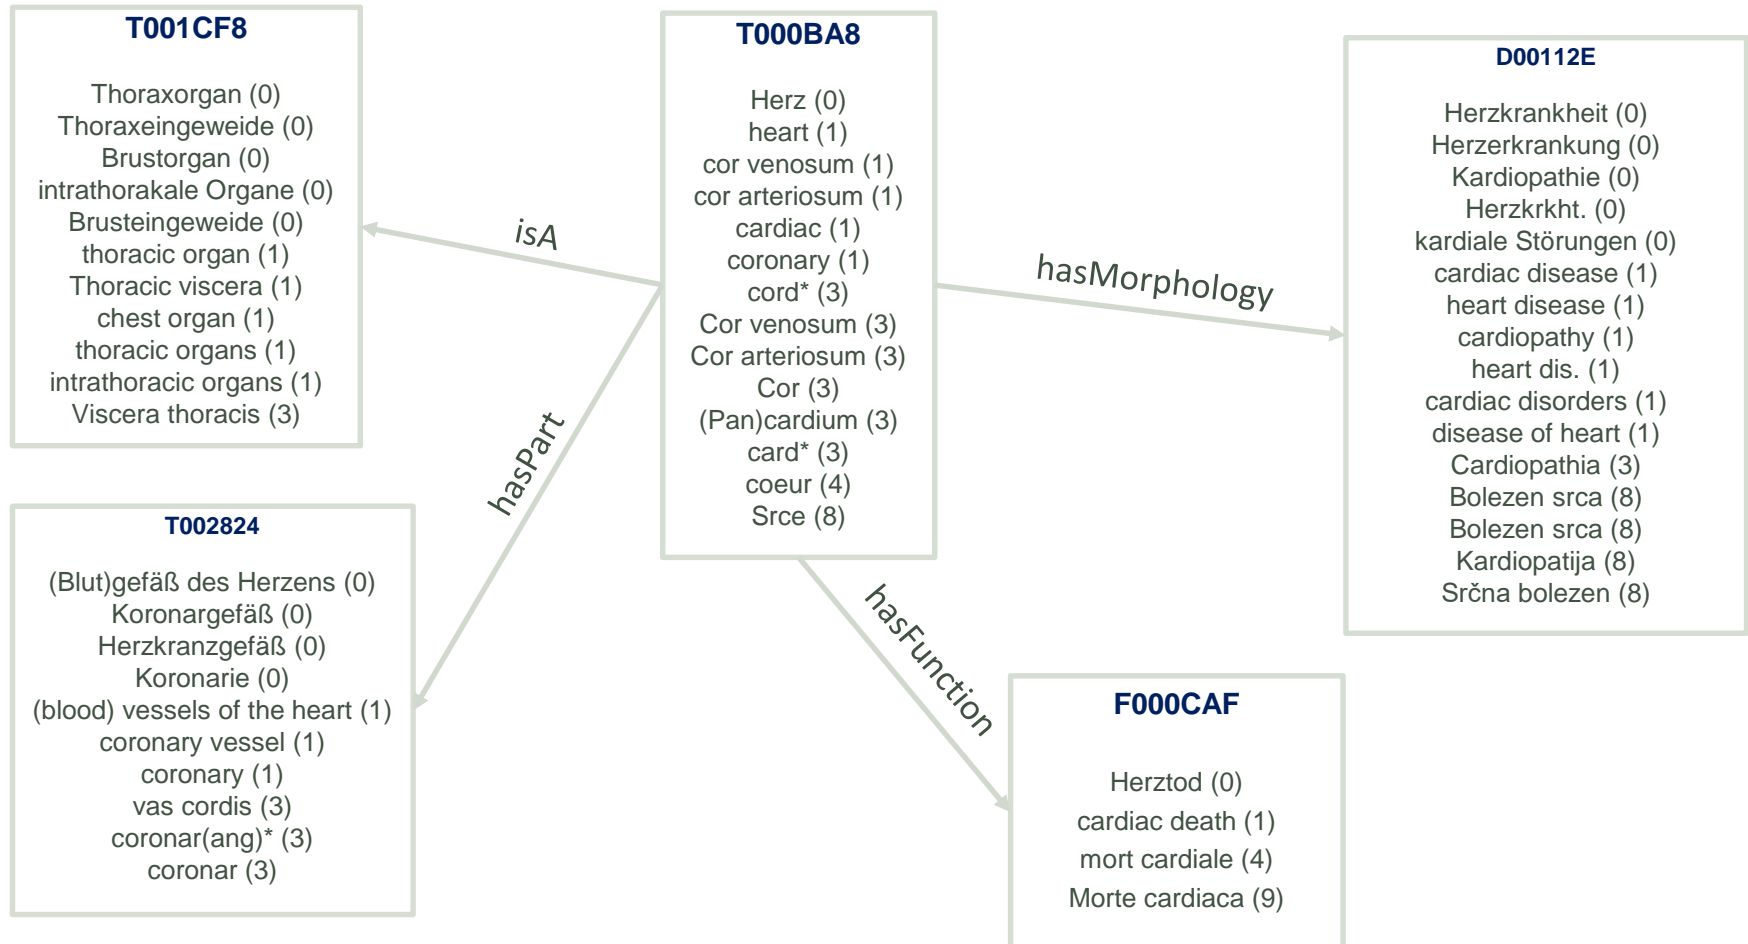 T001CF8
Thoraxorgan (0)
Thoraxeingeweide (0)
Brustorgan (0)
intrathorakale Organe (0)
Brusteingeweide (0)
thoracic organ (1)
Thoracic viscera (1)
chest organ (1)
thoracic organs (1)
intrathoracic organs (1)
Viscera thoracis (3)
isA
T000BA8
Herz (0)
heart (1)
cor venosum (1)
cor arteriosum (1)
cardiac (1)
coronary (1)
cord* (3)
Cor venosum (3)
Cor arteriosum (3)
Cor (3)
(Pan)cardium (3)
card* (3)
coeur (4)
Srce (8)
hasMorphology
D00112E
Herzkrankheit (0)
Herzerkrankung (0)
Kardiopathie (0)
Herzkrkht. (0)
kardiale Störungen (0)
cardiac disease (1)
heart disease (1)
cardiopathy (1)
heart dis. (1)
cardiac disorders (1)
disease of heart (1)
Cardiopathia (3)
Bolezen srca (8)
Bolezen srca (8)
Kardiopatija (8)
Srčna bolezen (8)
hasPart
T002824
(Blut)gefäß des Herzens (0)
Koronargefäß (0)
Herzkranzgefäß (0)
Koronarie (0)
(blood) vessels of the heart (1)
coronary vessel (1)
coronary (1)
vas cordis (3)
coronar(ang)* (3)
coronar (3)
hasFunction
F000CAF
Herztod (0)
cardiac death (1)
mort cardiale (4)
Morte cardiaca (9)